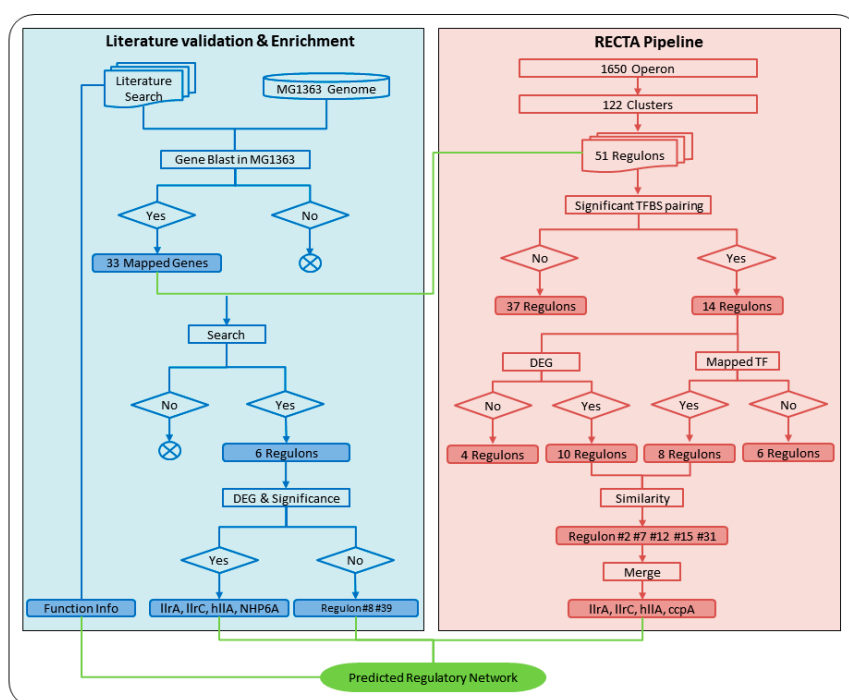 Literature validation & Enrichment
Literature
Search
MG1363 Genome
Gene Blast in MG1363
Yes
No
33 Mapped Genes
Search
No
Yes
6 Regulons
DEG & Significance
Yes
No
Function Info
llrA, llrC, hllA, NHP6A
Regulon #8 #39
RECTA Pipeline
1650 Operon
122 Clusters
51 Regulons
Significant TFBS pairing
No
Yes
37 Regulons
14 Regulons
DEG
Mapped TF
No
Yes
Yes
No
4 Regulons
10 Regulons
8 Regulons
6 Regulons
Similarity
Regulon #2 #7 #12 #15 #31
Merge
llrA, llrC, hllA, ccpA
Predicted Regulatory Network